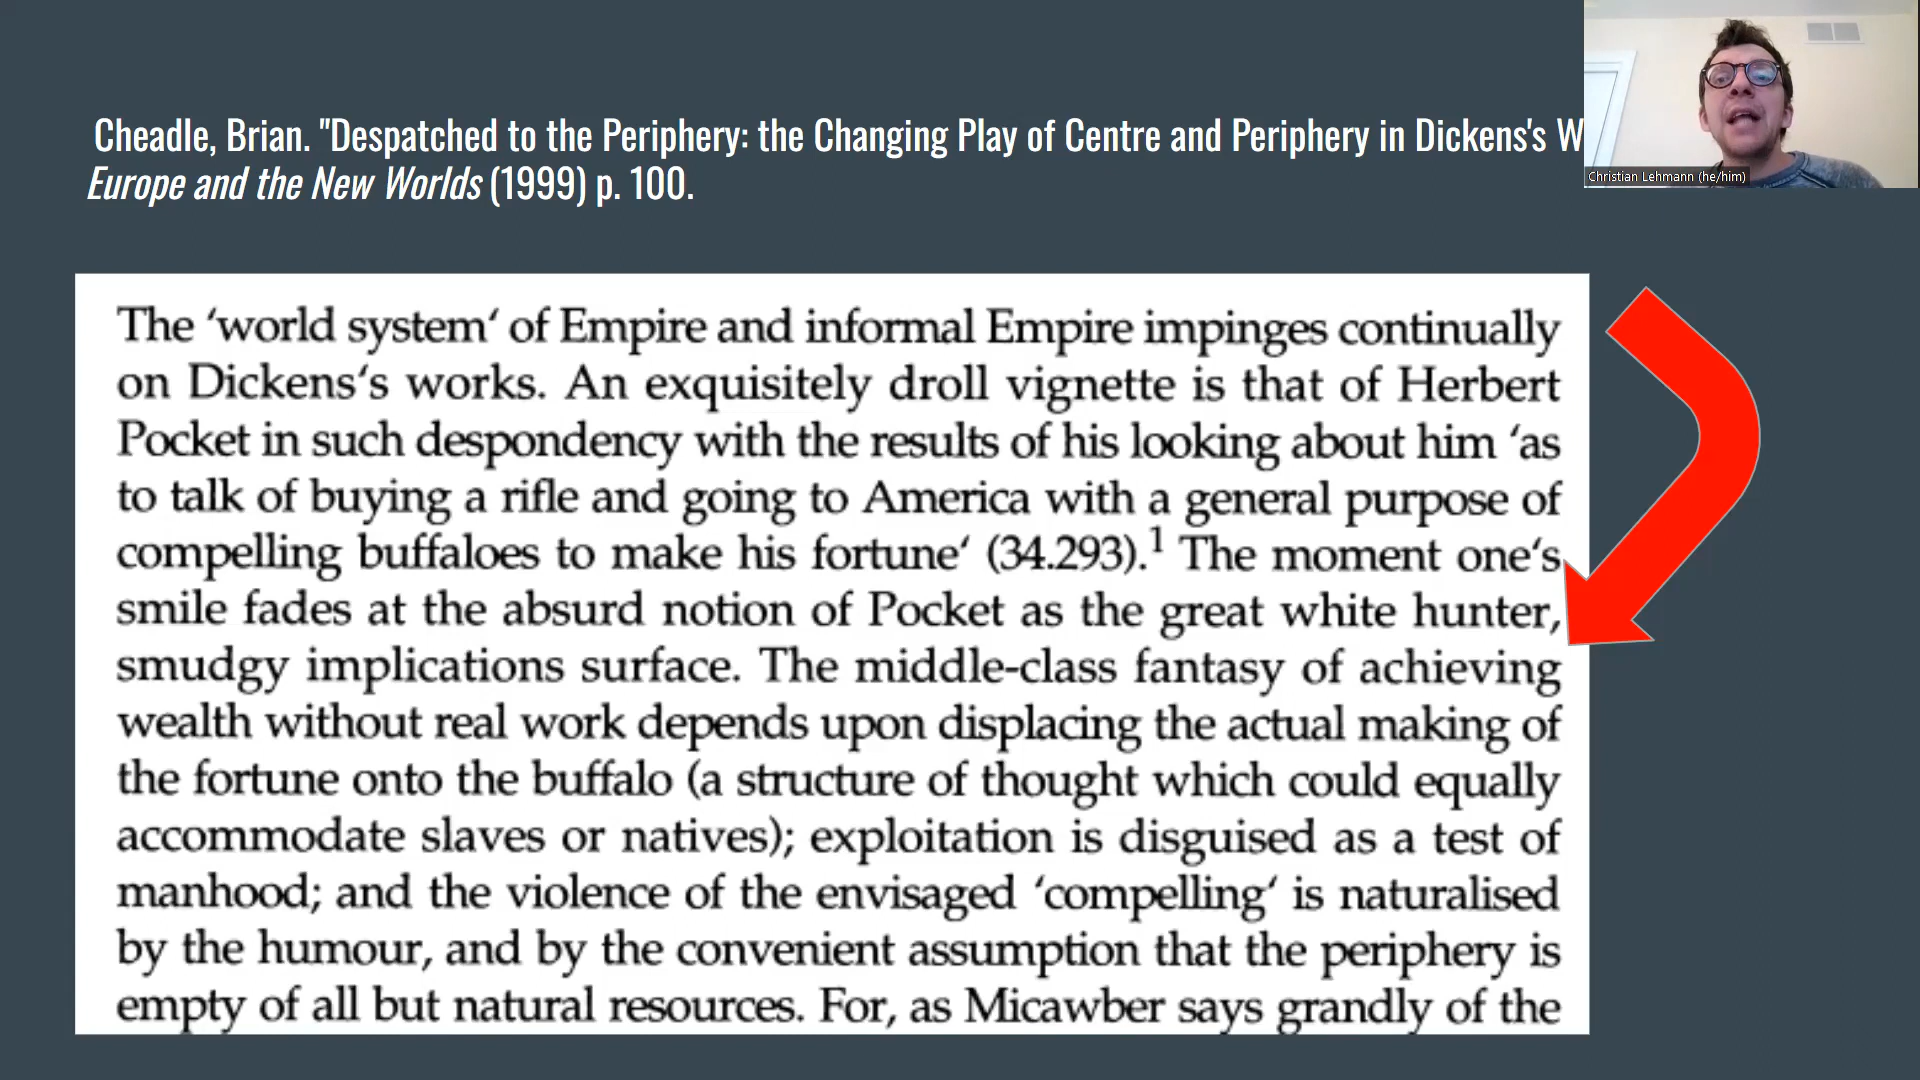 Cheadle, Brian. "Despatched to the Periphery: the Changing Play of Centre and Periphery in Dickens's W
Europe and the New Worlds (1999) p. 100.
Christian Lehmann (he/him)
The ‘world system‘ of Empire and informal Empire impinges continually
on Dickens‘s works. An exquisitely droll vignette is that of Herbert
Pocket in such despondency with the results of his looking about him ‘as
to talk of buying a rifle and going to America with a general purpose of
compelling buffaloes to make his fortune‘ (34.293).¹ The moment one‘s
smile fades at the absurd notion of Pocket as the great white hunter,
smudgy implications surface. The middle-class fantasy of achieving
wealth without real work depends upon displacing the actual making of
the fortune onto the buffalo (a structure of thought which could equally
accommodate slaves or natives); exploitation is disguised as a test of
manhood; and the violence of the envisaged ‘compelling‘ is naturalised
by the humour, and by the convenient assumption that the periphery is
empty of all but natural resources. For, as Micawber says grandly of the